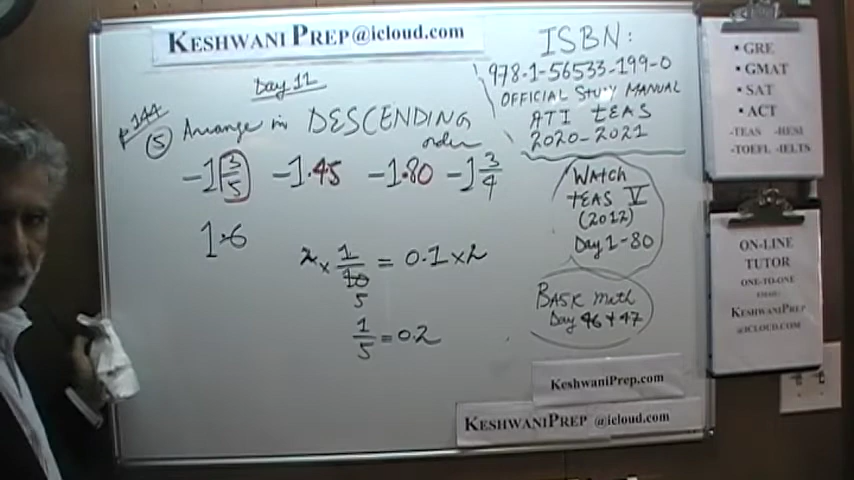 KESHWANI PREP@icloud.com
Day 11
P 144
5 Arrange in DESCENDING order
-1 3/5 -1.45 -1.80 -1 3/4
1.6
2 × 1/10 = 0.1 × 2
5
1/5 = 0.2
ISBN:
978-1-56533-199-0
OFFICIAL STUDY MANUAL
ATI TEAS
2020-2021
WATCH
TEAS V
(2012)
Day 1-80
BASIC Math
Day 46 & 47
KeshwaniPrep.com
KESHWANIPREP @icloud.com
• GRE
• GMAT
• SAT
• ACT
-TEAS -HESI
-TOEFL -IELTS
ON-LINE
TUTOR
ONE-TO-ONE
KESHWANIPREP
@ICLOUD.COM